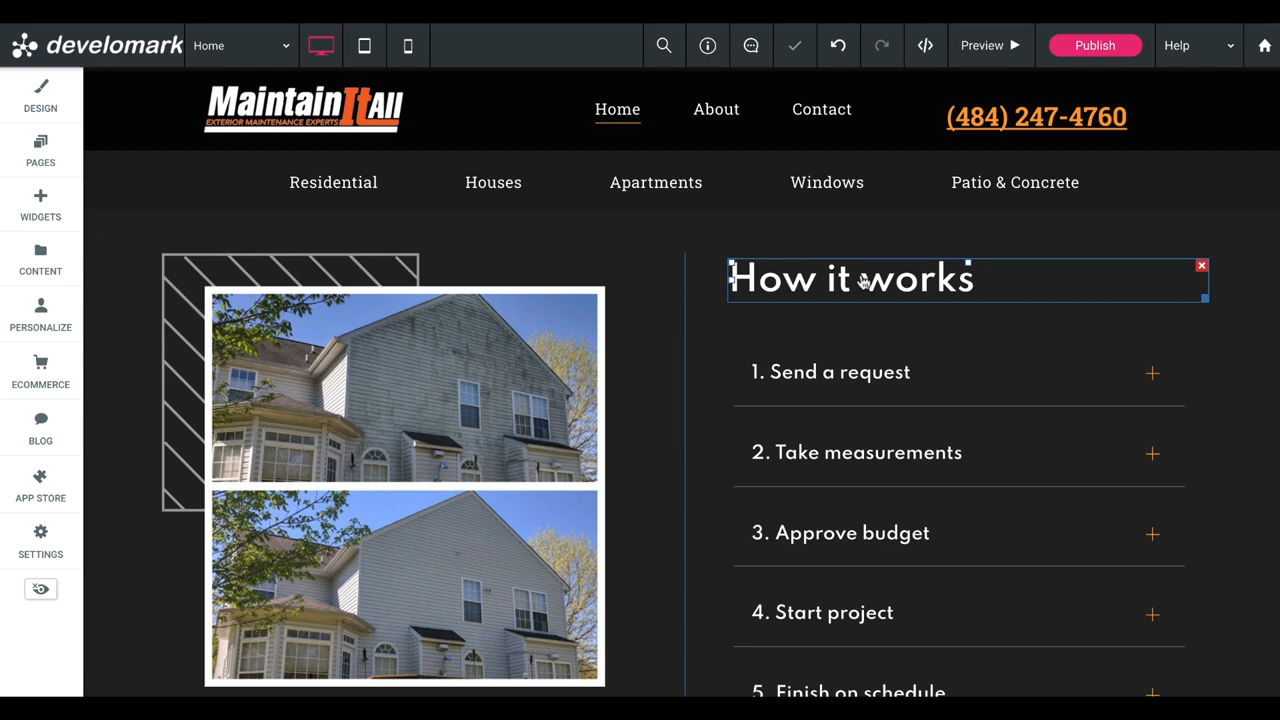 develomark
Home
Preview
Publish
Help
DESIGN
PAGES
WIDGETS
CONTENT
PERSONALIZE
ECOMMERCE
BLOG
APP STORE
SETTINGS
MaintainItAll
EXTERIOR MAINTENANCE EXPERTS
Home About Contact
(484) 247-4760
Residential Houses Apartments Windows Patio & Concrete
How it works
1. Send a request
2. Take measurements
3. Approve budget
4. Start project
5. Finish on schedule